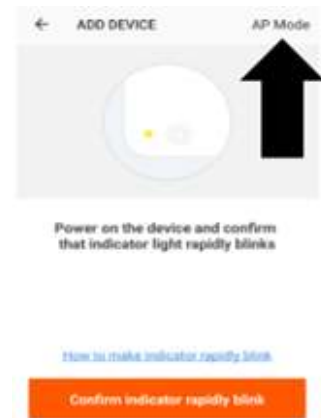 ← ADD DEVICE AP Mode
Power on the device and confirm
that indicator light rapidly blinks
How to make indicator rapidly blink
Confirm indicator rapidly blink